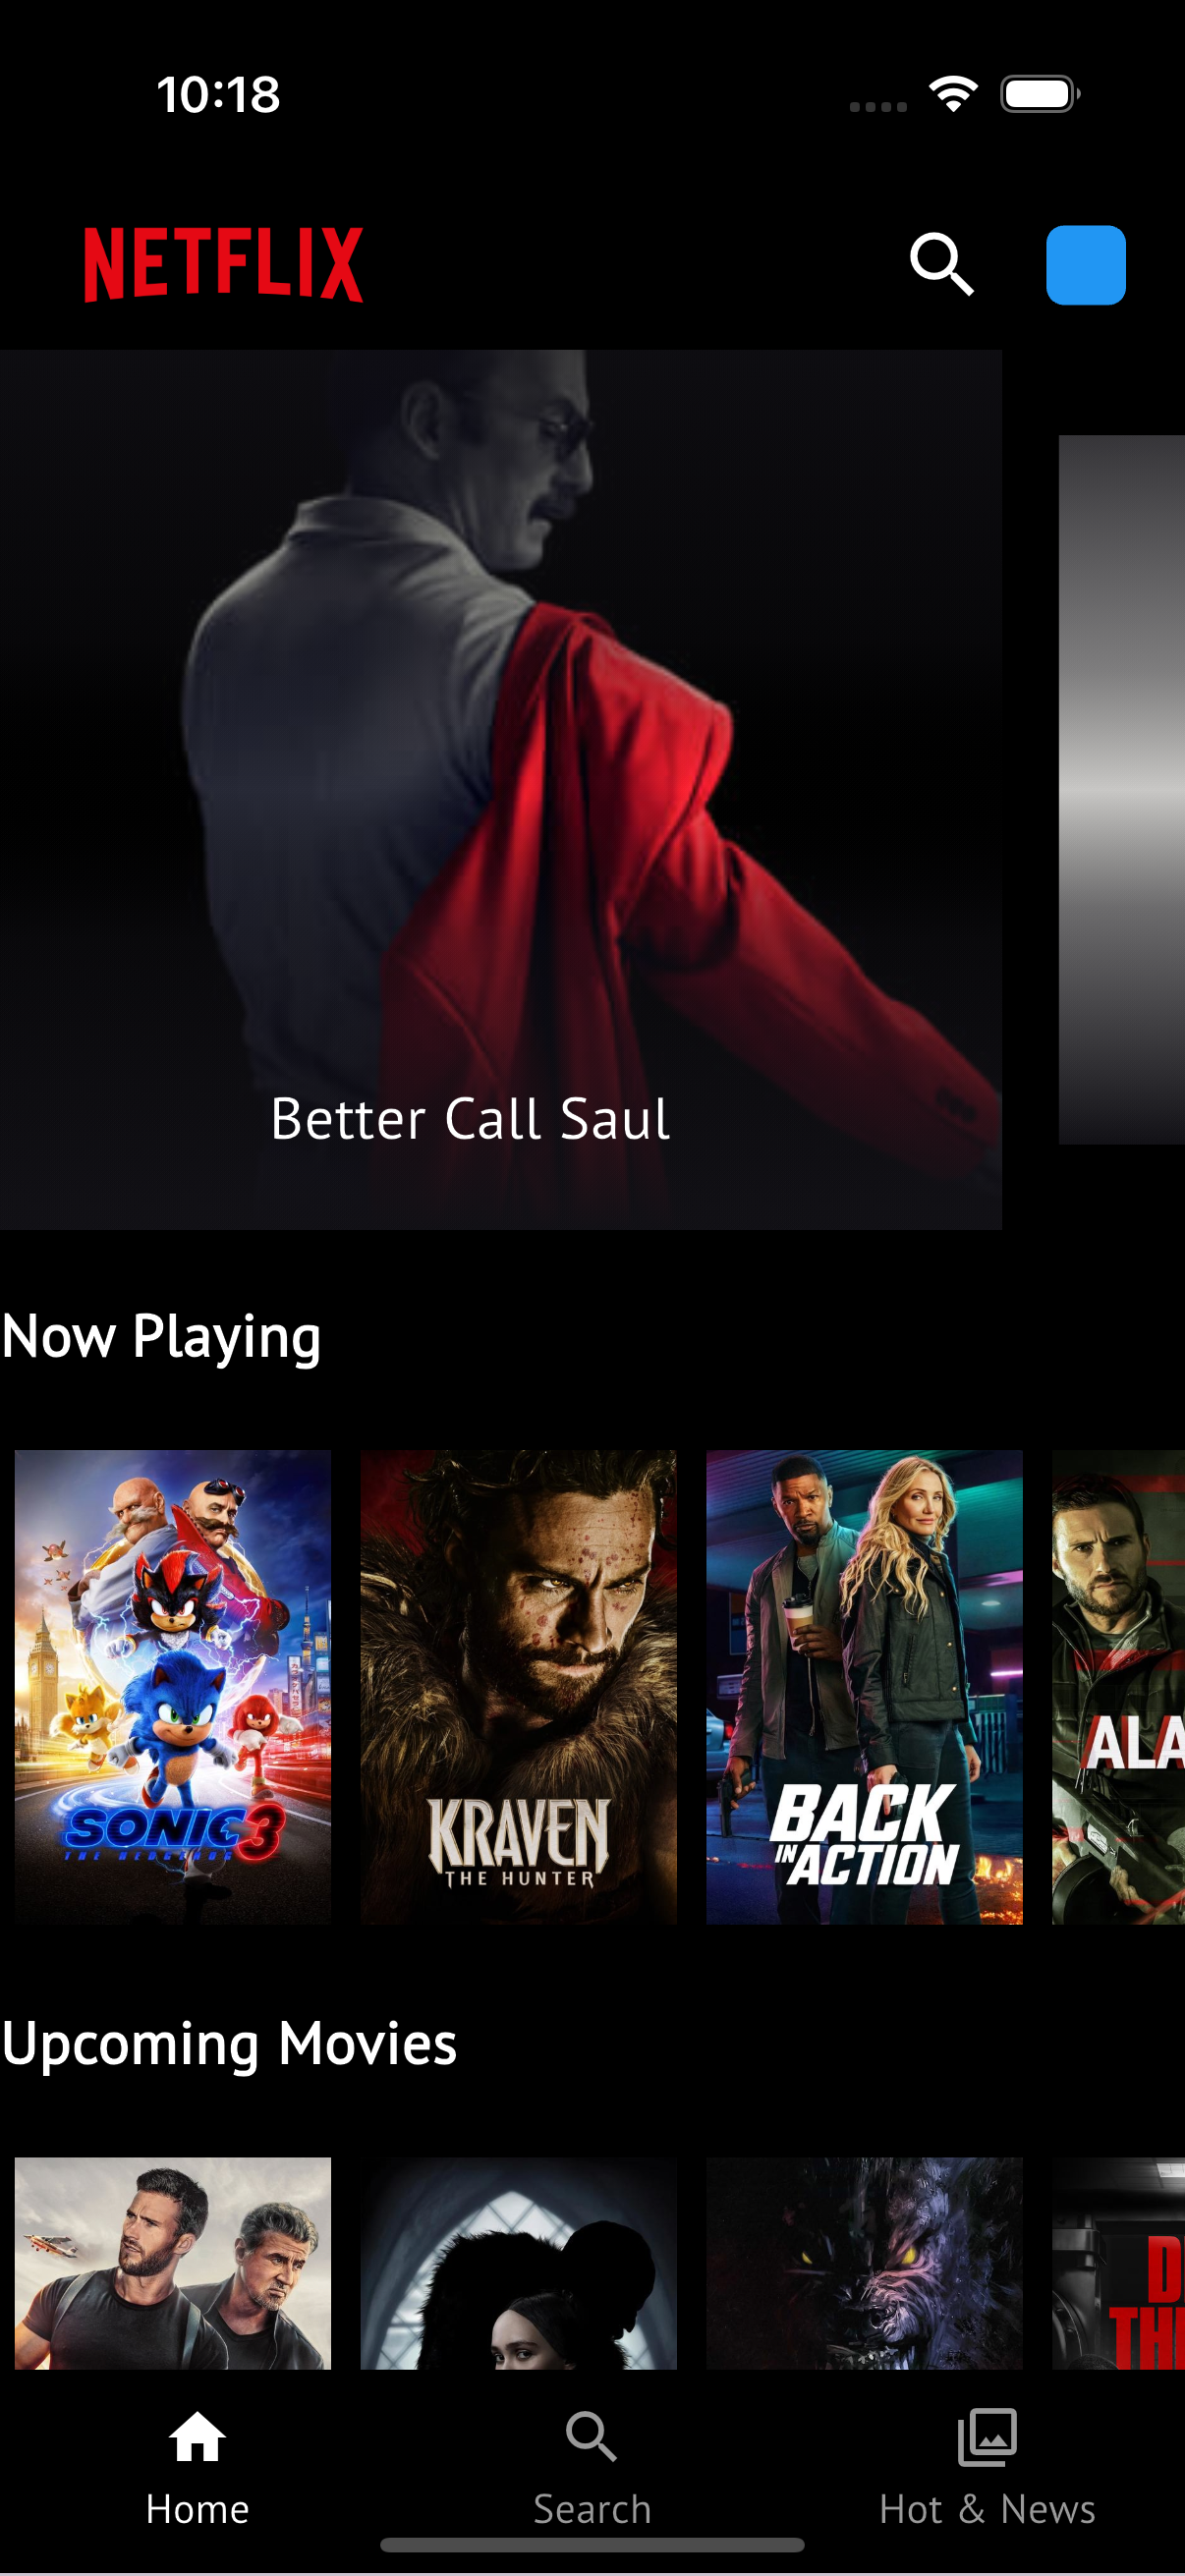 10:18
NETFLIX
Better Call Saul
Now Playing
SONIC 3
THE HEDGEHOG
KRAVEN
THE HUNTER
BACK
IN ACTION
ALA
Upcoming Movies
D
TH
Home
Search
Hot & News